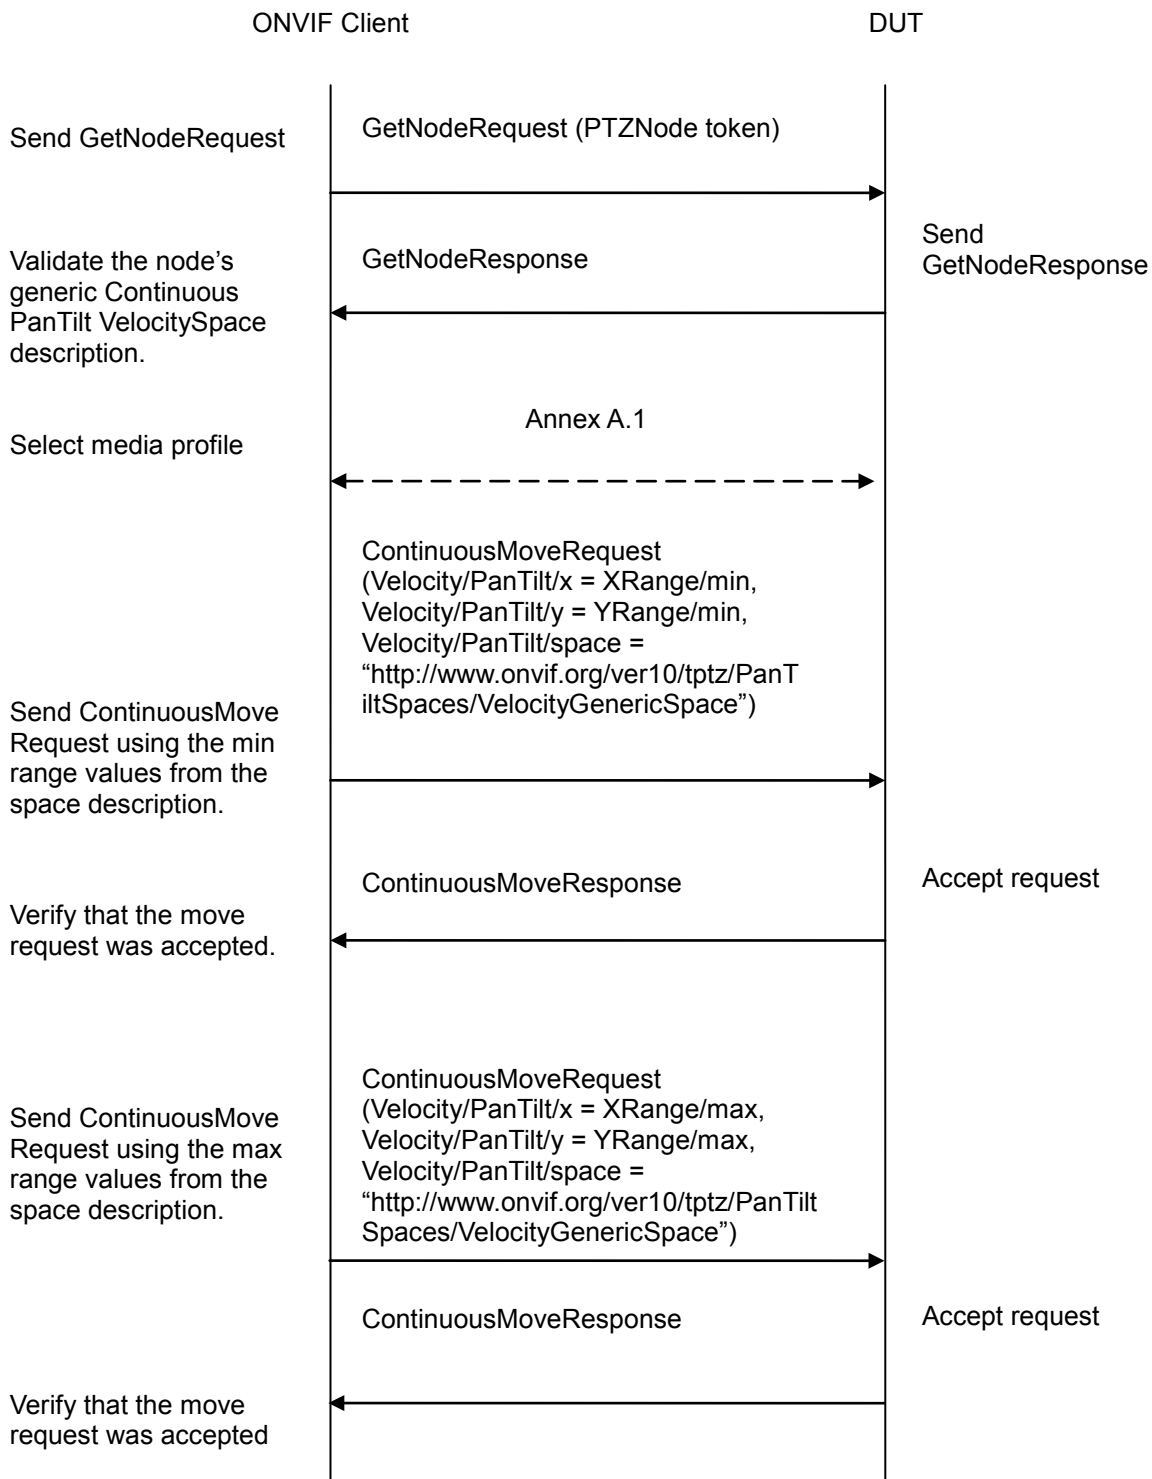 ONVIF Client
DUT
Send GetNodeRequest
GetNodeRequest (PTZNode token)
Send
GetNodeResponse
Validate the node’s
generic Continuous
PanTilt VelocitySpace
description.
GetNodeResponse
Select media profile
Annex A.1
ContinuousMoveRequest
(Velocity/PanTilt/x = XRange/min,
Velocity/PanTilt/y = YRange/min,
Velocity/PanTilt/space =
“http://www.onvif.org/ver10/tptz/PanT
iltSpaces/VelocityGenericSpace”)
Send ContinuousMove
Request using the min
range values from the
space description.
ContinuousMoveResponse
Accept request
Verify that the move
request was accepted.
ContinuousMoveRequest
(Velocity/PanTilt/x = XRange/max,
Velocity/PanTilt/y = YRange/max,
Velocity/PanTilt/space =
“http://www.onvif.org/ver10/tptz/PanTilt
Spaces/VelocityGenericSpace”)
Send ContinuousMove
Request using the max
range values from the
space description.
ContinuousMoveResponse
Accept request
Verify that the move
request was accepted